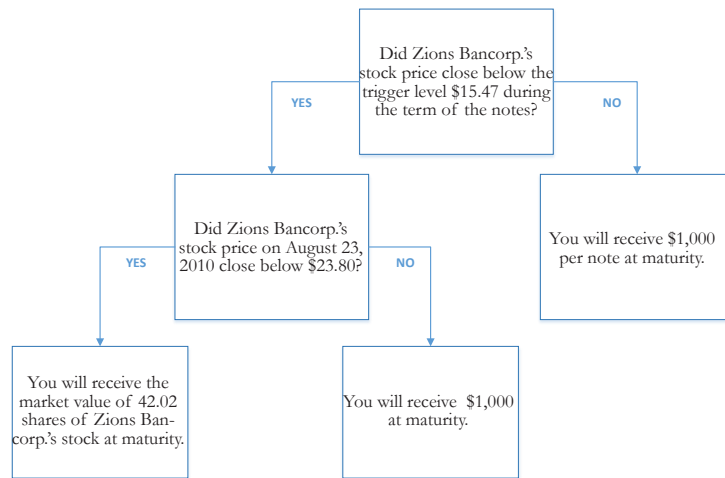 Did Zions Bancorp.'s
stock price close below the
trigger level $15.47 during
the term of the notes?
YES
NO
Did Zions Bancorp.'s
stock price on August 23,
2010 close below $23.80?
You will receive $1,000
per note at maturity.
YES
NO
You will receive the
market value of 42.02
shares of Zions Ban-
corp.'s stock at maturity.
You will receive $1,000
at maturity.